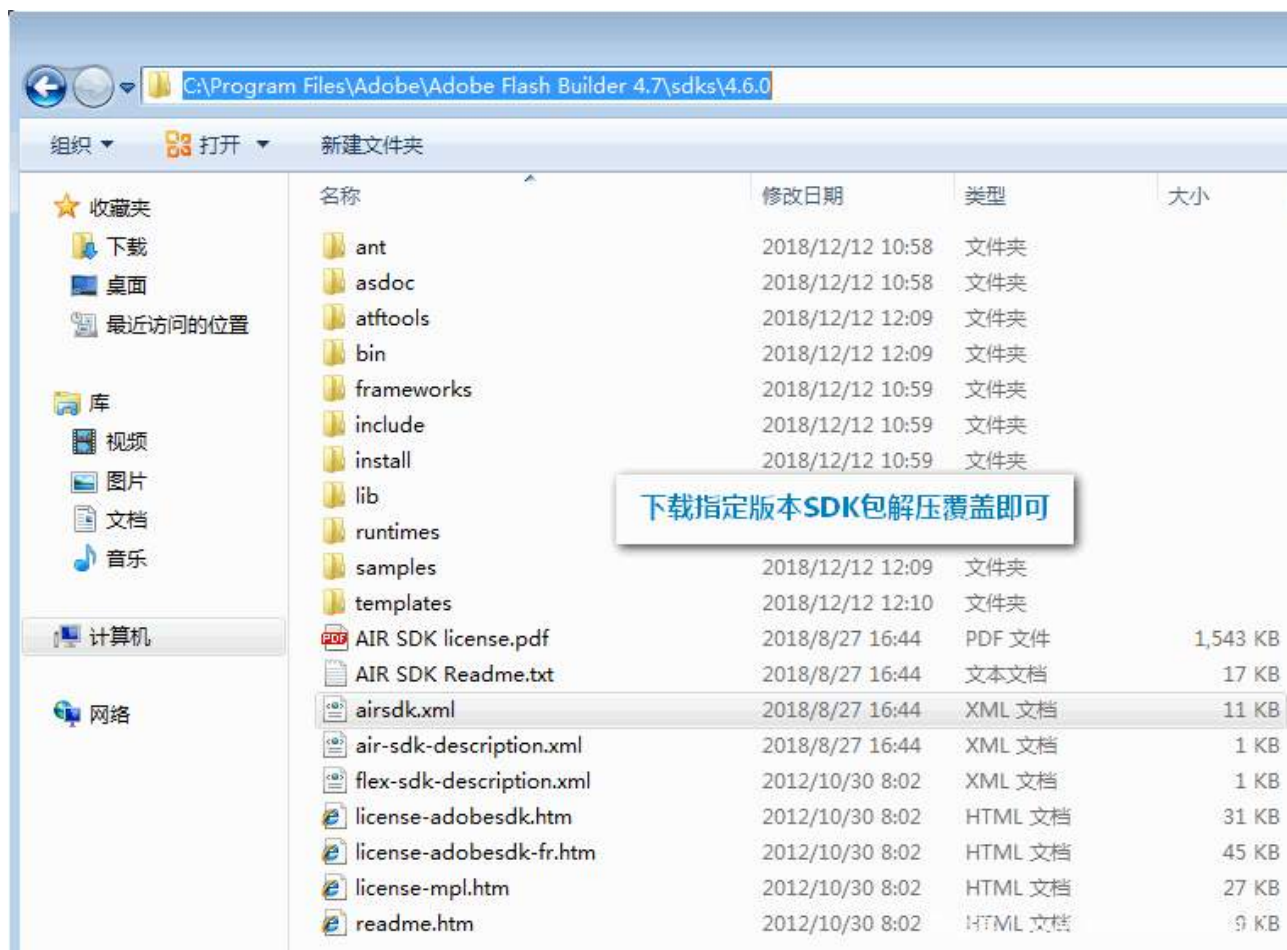 C:\Program Files\Adobe\Adobe Flash Builder 4.7\sdks\4.6.0
组织 打开 新建文件夹
名称 修改日期 类型 大小
收藏夹
下载
桌面
最近访问的位置
库
视频
图片
文档
音乐
计算机
网络
ant 2018/12/12 10:58 文件夹
asdoc 2018/12/12 10:58 文件夹
atftools 2018/12/12 12:09 文件夹
bin 2018/12/12 12:09 文件夹
frameworks 2018/12/12 10:59 文件夹
include 2018/12/12 10:59 文件夹
install 2018/12/12 10:59 文件夹
lib
下载指定版本SDK包解压覆盖即可
runtimes
samples 2018/12/12 12:09 文件夹
templates 2018/12/12 12:10 文件夹
AIR SDK license.pdf 2018/8/27 16:44 PDF 文件 1,543 KB
AIR SDK Readme.txt 2018/8/27 16:44 文本文档 17 KB
airsdk.xml 2018/8/27 16:44 XML 文档 11 KB
air-sdk-description.xml 2018/8/27 16:44 XML 文档 1 KB
flex-sdk-description.xml 2012/10/30 8:02 XML 文档 1 KB
license-adobesdk.htm 2012/10/30 8:02 HTML 文档 31 KB
license-adobesdk-fr.htm 2012/10/30 8:02 HTML 文档 45 KB
license-mpl.htm 2012/10/30 8:02 HTML 文档 27 KB
readme.htm 2012/10/30 8:02 HTML 文档 9 KB